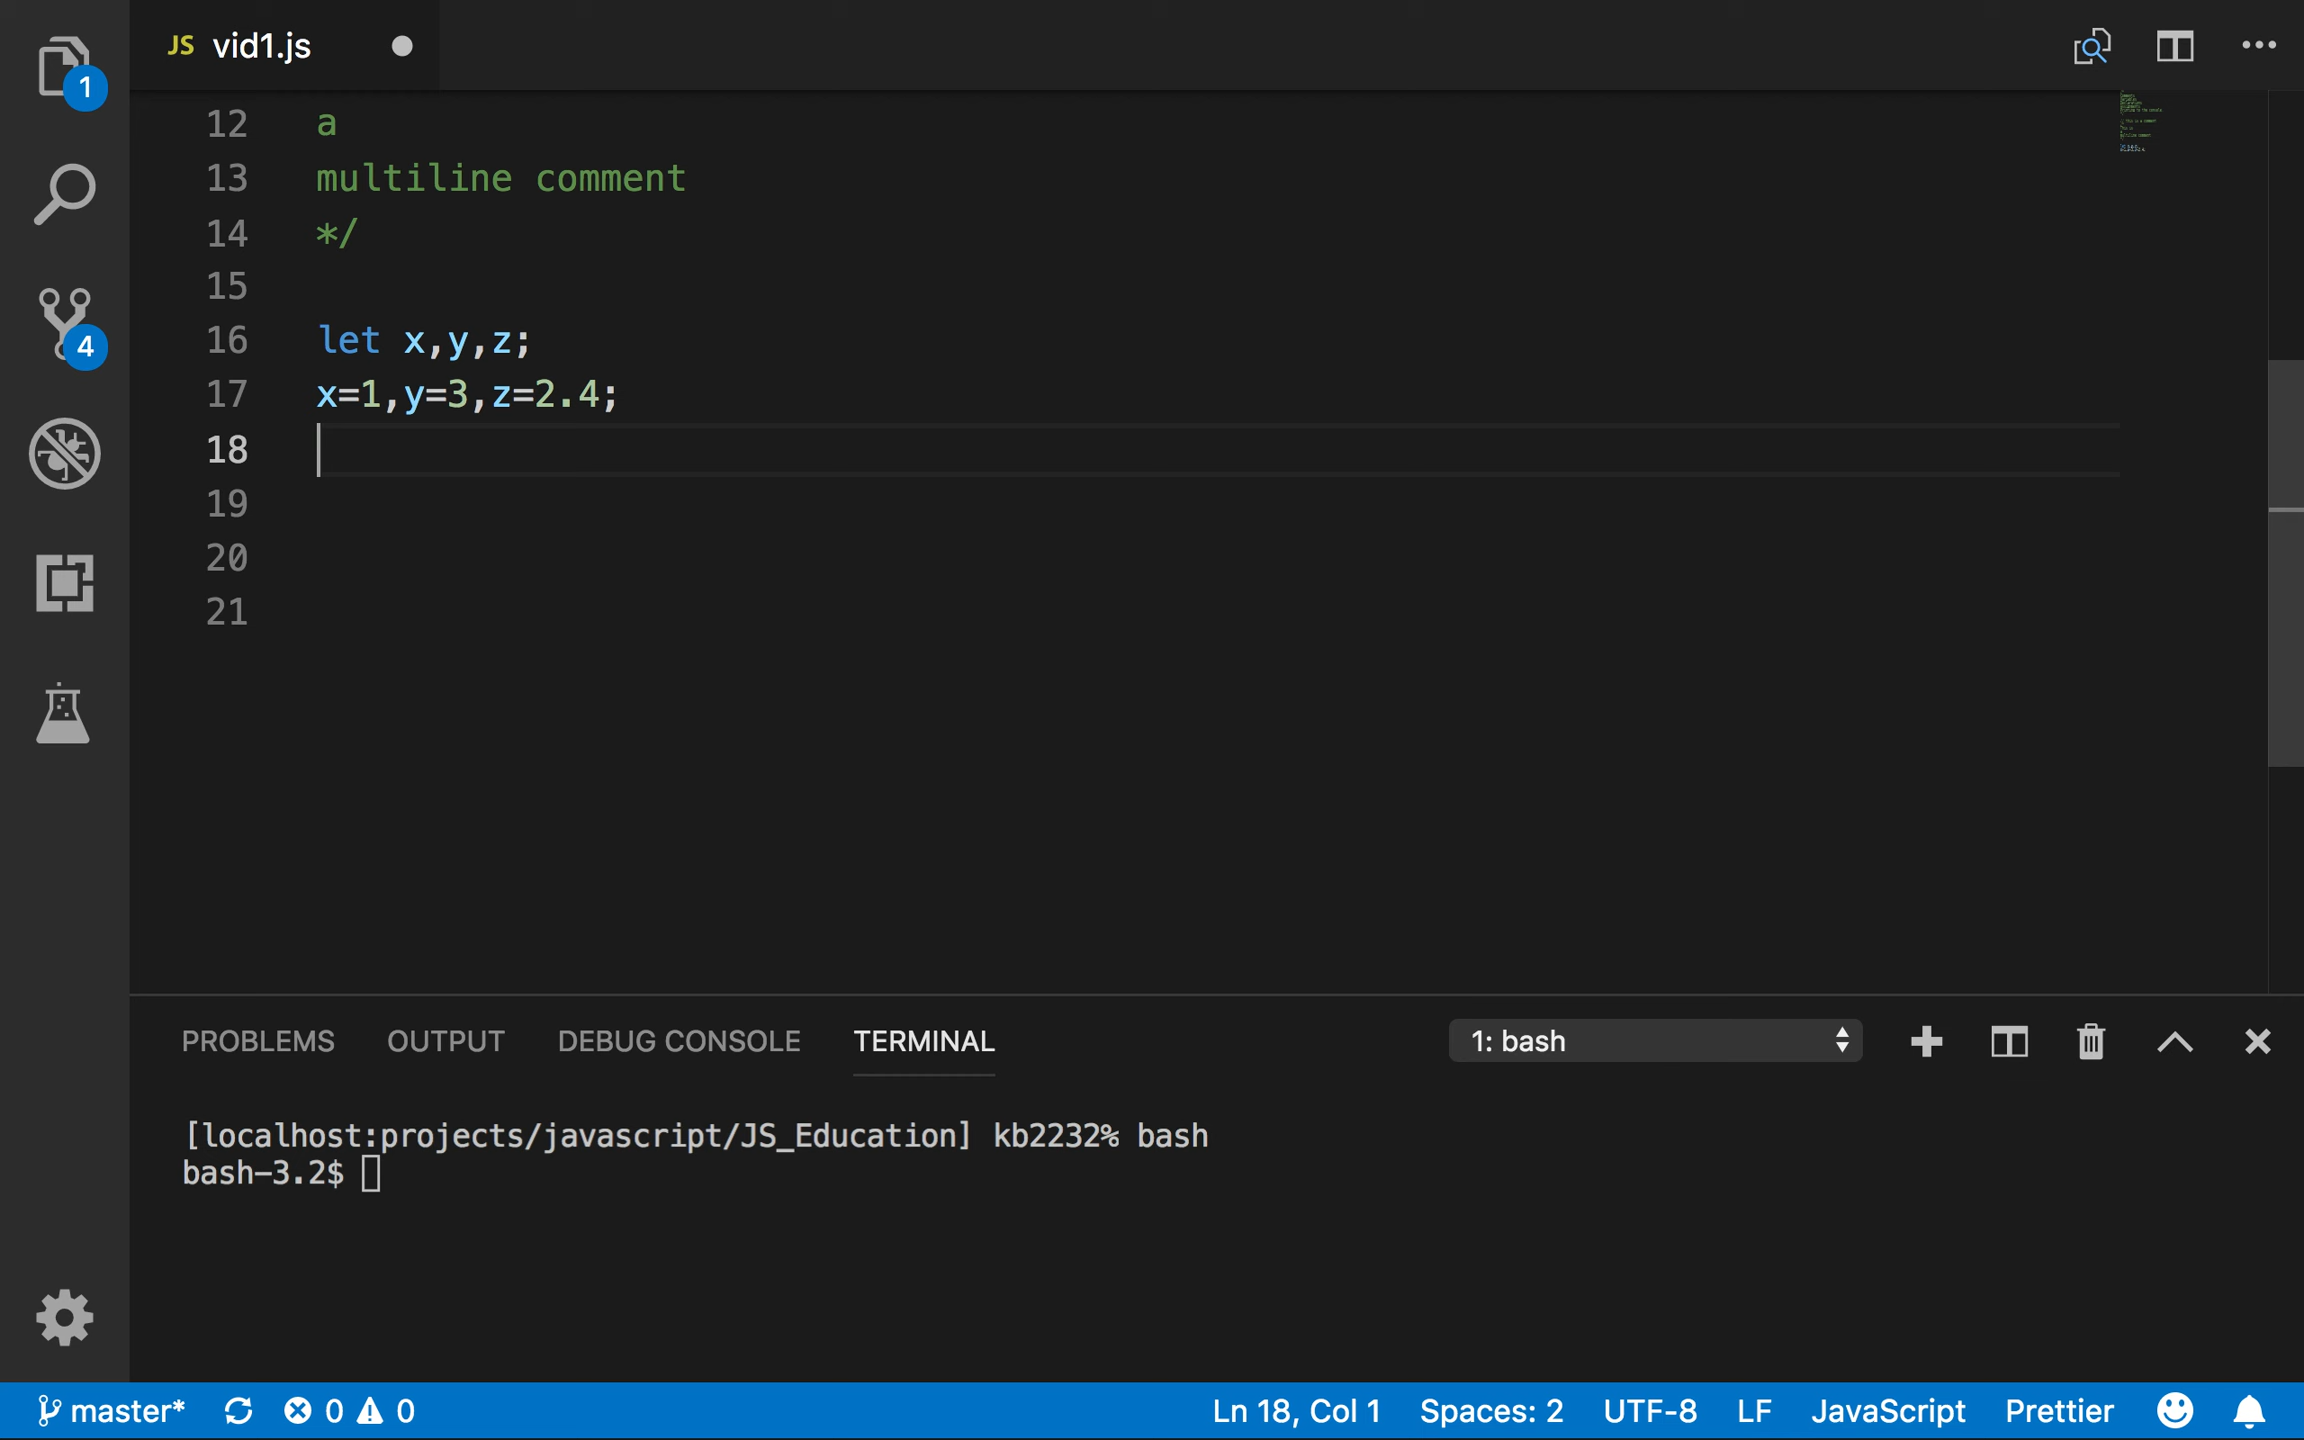 JS vid1.js
1
12 a
13 multiline comment
14 */
15
16 let x,y,z;
4
17 x=1,y=3,z=2.4;
18
19
20
21
PROBLEMS OUTPUT DEBUG CONSOLE TERMINAL 1: bash
[localhost:projects/javascript/JS_Education] kb2232% bash
bash-3.2$
master* 0 0 Ln 18, Col 1 Spaces: 2 UTF-8 LF JavaScript Prettier